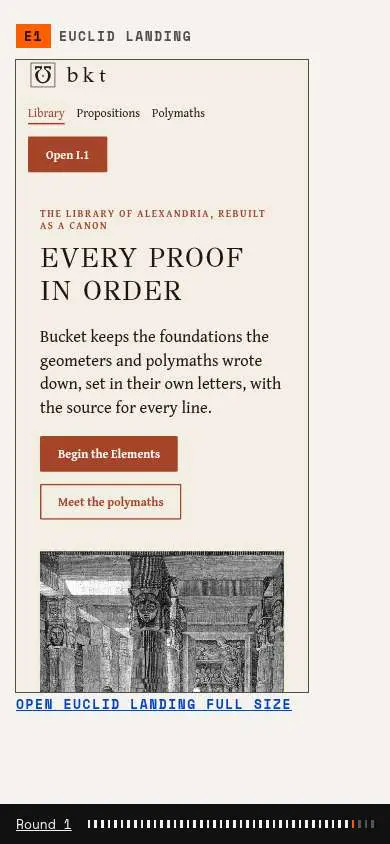 E1 EUCLID LANDING
bkt
Library Propositions Polymaths
Open I.1
THE LIBRARY OF ALEXANDRIA, REBUILT
AS A CANON
EVERY PROOF
IN ORDER
Bucket keeps the foundations the
geometers and polymaths wrote
down, set in their own letters, with
the source for every line.
Begin the Elements
Meet the polymaths
OPEN EUCLID LANDING FULL SIZE
Round 1